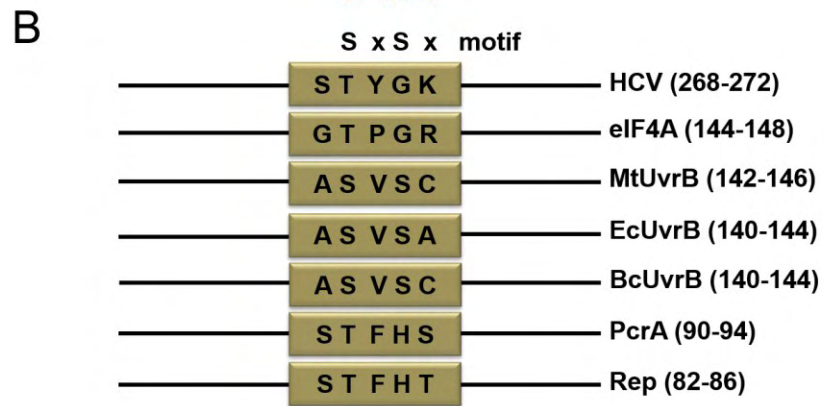 B
S x S x motif
S T Y G K HCV (268-272)
G T P G R eIF4A (144-148)
A S V S C MtUvrB (142-146)
A S V S A EcUvrB (140-144)
A S V S C BcUvrB (140-144)
S T F H S PcrA (90-94)
S T F H T Rep (82-86)